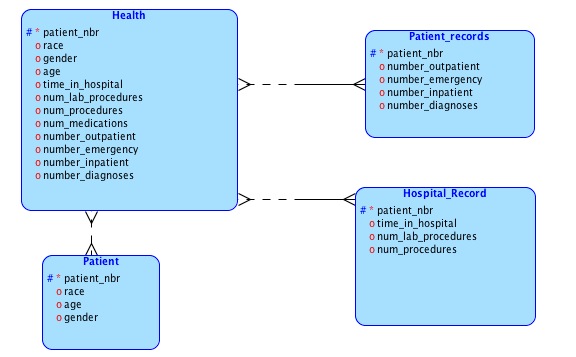 Health
# * patient_nbr
o race
o gender
o age
o time_in_hospital
o num_lab_procedures
o num_procedures
o num_medications
o number_outpatient
o number_emergency
o number_inpatient
o number_diagnoses
Patient_records
# * patient_nbr
o number_outpatient
o number_emergency
o number_inpatient
o number_diagnoses
Hospital_Record
# * patient_nbr
o time_in_hospital
o num_lab_procedures
o num_procedures
Patient
# * patient_nbr
o race
o age
o gender